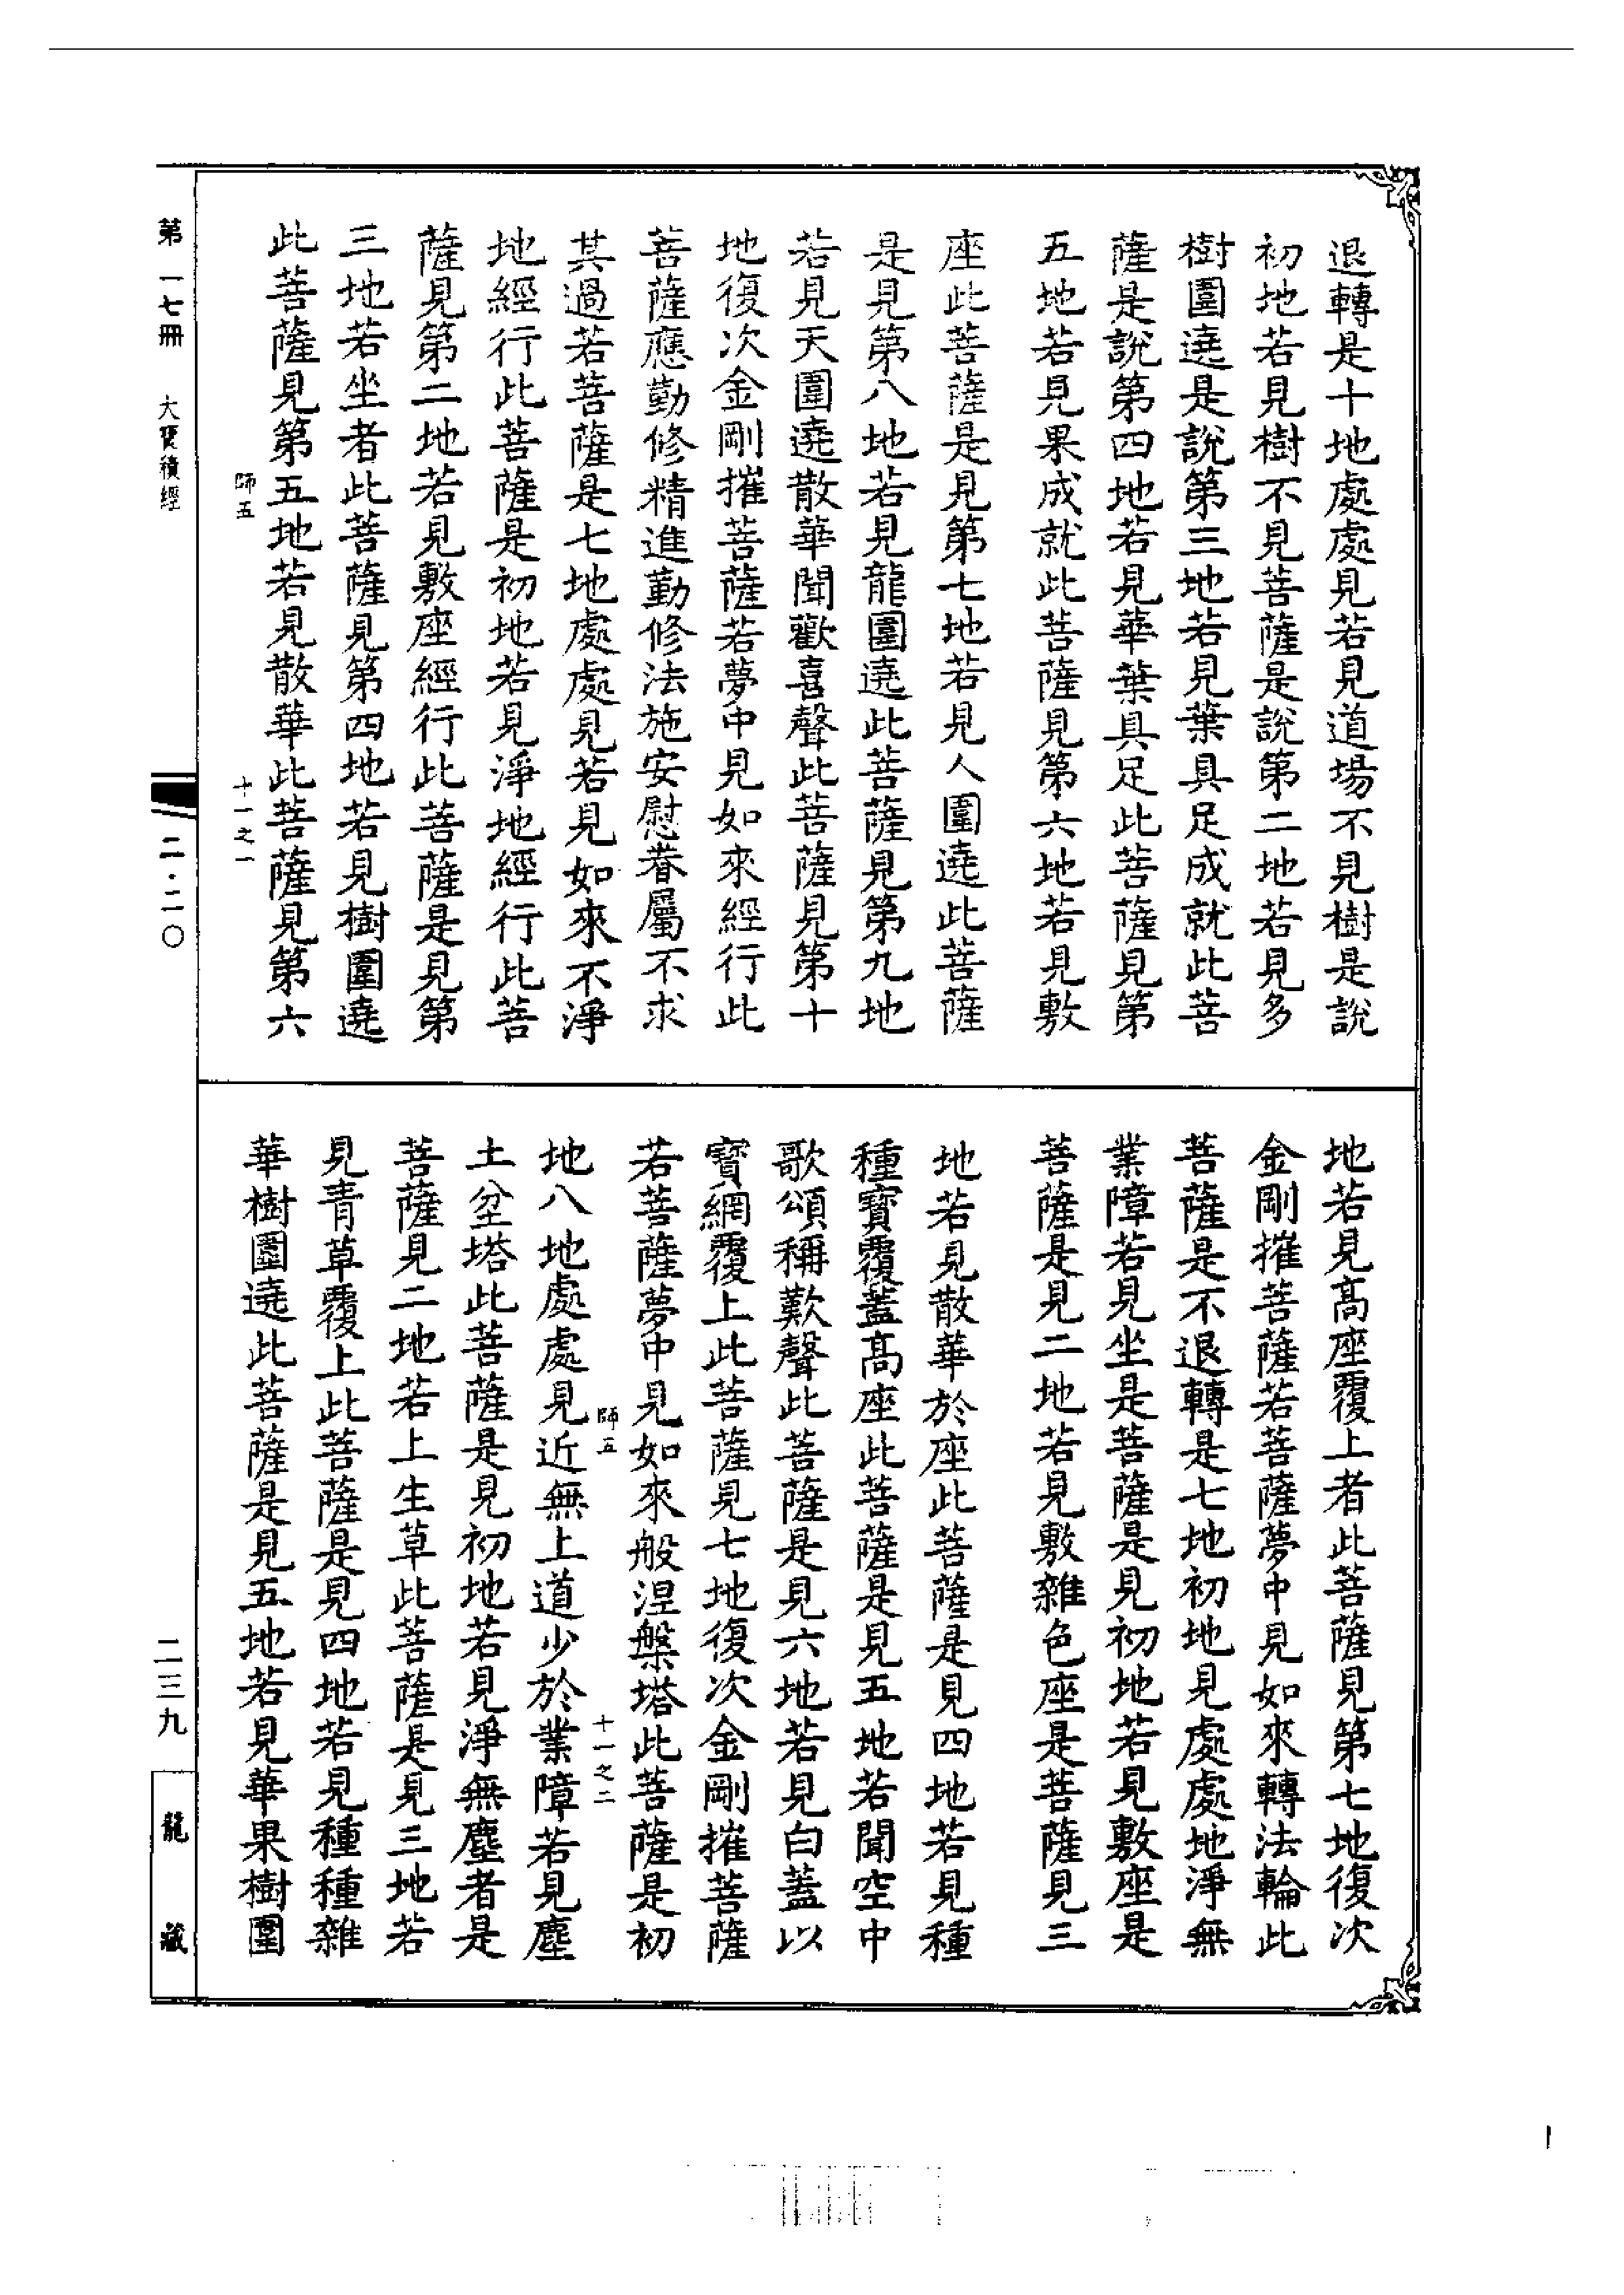 退轉是十地處處見若見道場不見樹是說
初地若見樹不見菩薩是說第二地若見多
樹圍遶是說第三地若見葉具足成就此菩
薩是說第四地若見華葉具足此菩薩見第
五地若見果成就此菩薩見第六地若見敷
座此菩薩是見第七地若見人圍遶此菩薩
是見第八地若見龍圍遶此菩薩見第九地
若見天圍遶散華聞歡喜聲此菩薩見第十
地復次金剛摧菩薩若夢中見如來經行此
菩薩應勤修精進勤修法施安慰眷屬不求
其過若菩薩是七地處處見若見如來不淨
地經行此菩薩是初地若見淨地經行此菩
薩見第二地若見敷座經行此菩薩是見第
三地若坐者此菩薩見第四地若見樹圍遶
此菩薩見第五地若見散華此菩薩見第六
師五
十一之一
地若見高座覆上者此菩薩見第七地復次
金剛摧菩薩若菩薩夢中見如來轉法輪此
菩薩是不退轉是七地初地見處處地淨無
業障若見坐是菩薩是見初地若見敷座是
菩薩是見二地若見敷雜色座是菩薩見三
地若見散華於座此菩薩是見四地若見種
種寶覆蓋高座此菩薩是見五地若聞空中
歌頌稱歎聲此菩薩是見六地若見白蓋以
寶網覆上此菩薩見七地復次金剛摧菩薩
若菩薩夢中見如來般涅槃塔此菩薩是初
師五
十一之二
地八地處處見近無上道少於業障若見塵
土坌塔此菩薩是見初地若見淨無塵者是
菩薩見二地若上生草此菩薩是見三地若
見青草覆上此菩薩是見四地若見種種雜
華樹圍遶此菩薩是見五地若見華果樹圍
第一七冊
大寶積經
二·二〇
二三九
龍藏